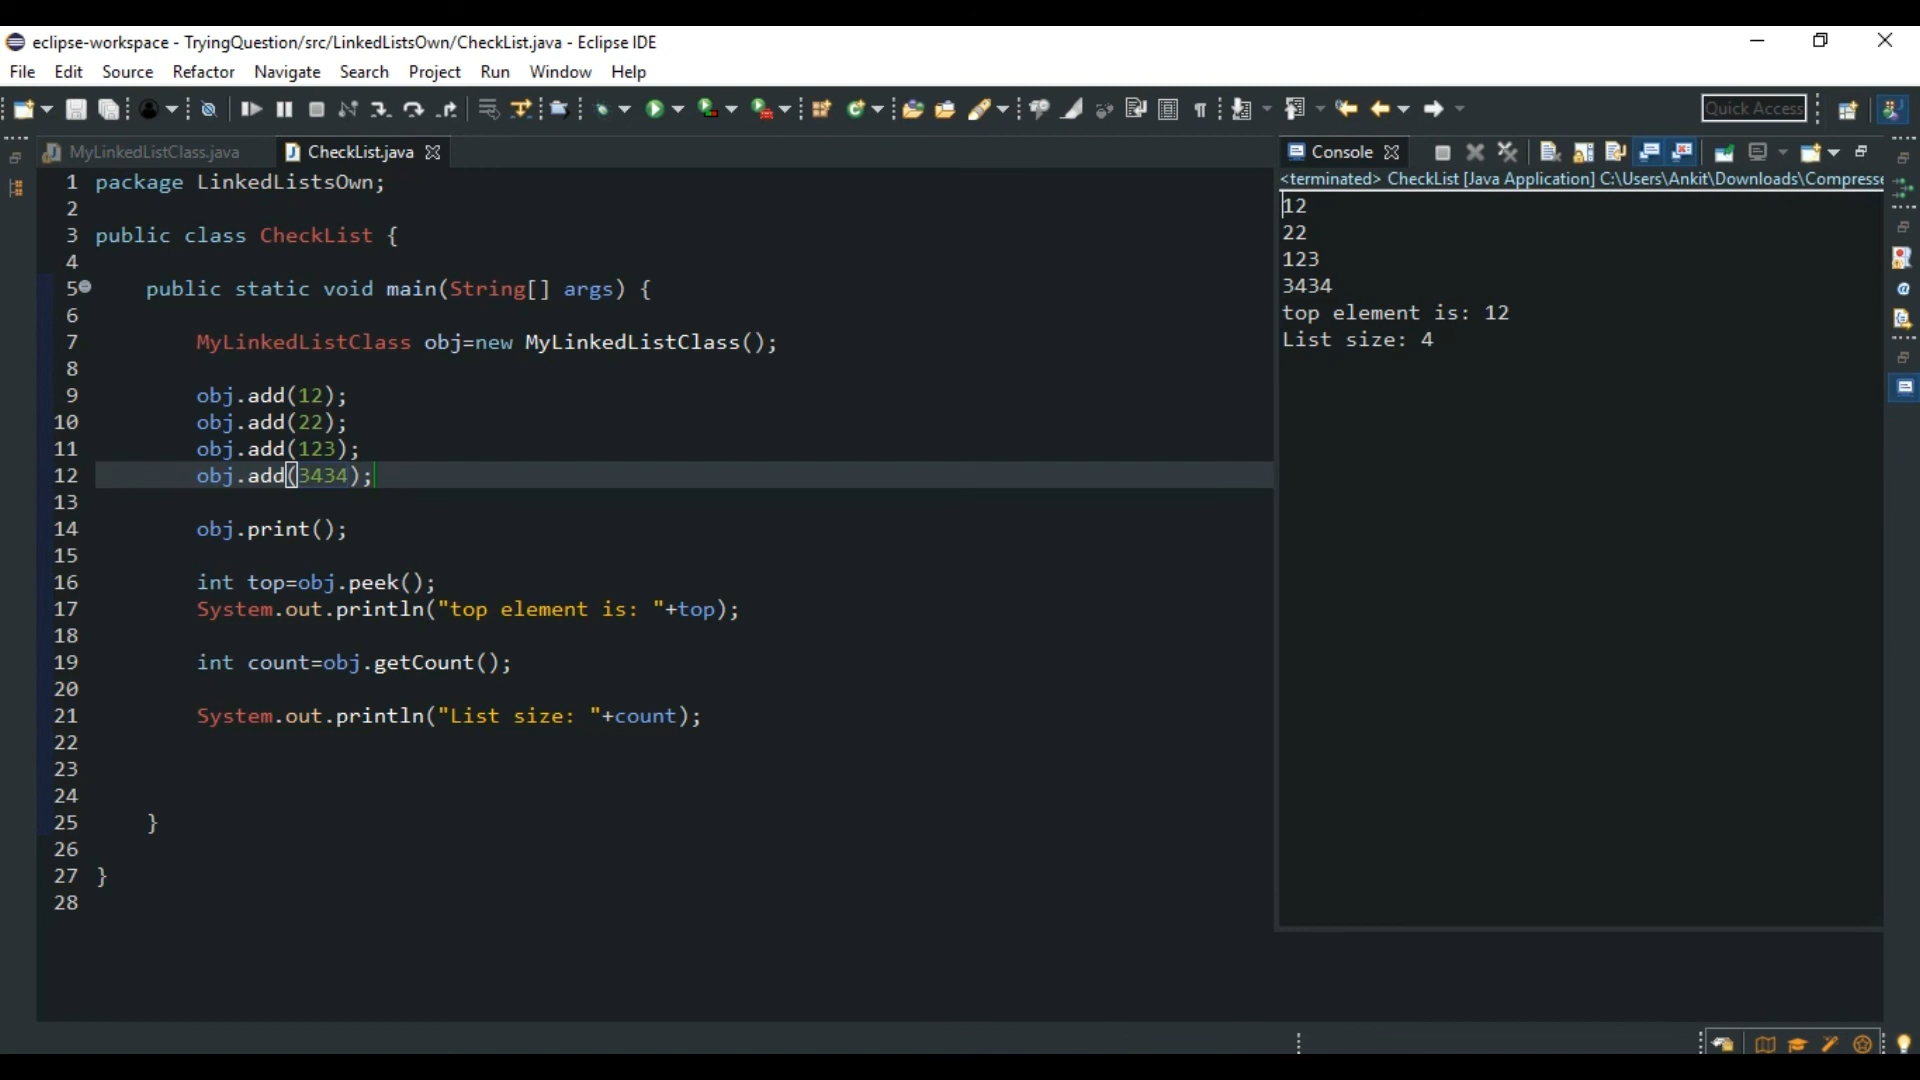 eclipse-workspace - TryingQuestion/src/LinkedListsOwn/CheckList.java - Eclipse IDE
File Edit Source Refactor Navigate Search Project Run Window Help
Quick Access
MyLinkedListClass.java CheckList.java
1 package LinkedListsOwn;
2
3 public class CheckList {
4
5 public static void main(String[] args) {
6
7 MyLinkedListClass obj=new MyLinkedListClass();
8
9 obj.add(12);
10 obj.add(22);
11 obj.add(123);
12 obj.add(3434);
13
14 obj.print();
15
16 int top=obj.peek();
17 System.out.println("top element is: "+top);
18
19 int count=obj.getCount();
20
21 System.out.println("List size: "+count);
22
23
24
25 }
26
27 }
28
Console
<terminated> CheckList [Java Application] C:\Users\Ankit\Downloads\Compresse
12
22
123
3434
top element is: 12
List size: 4